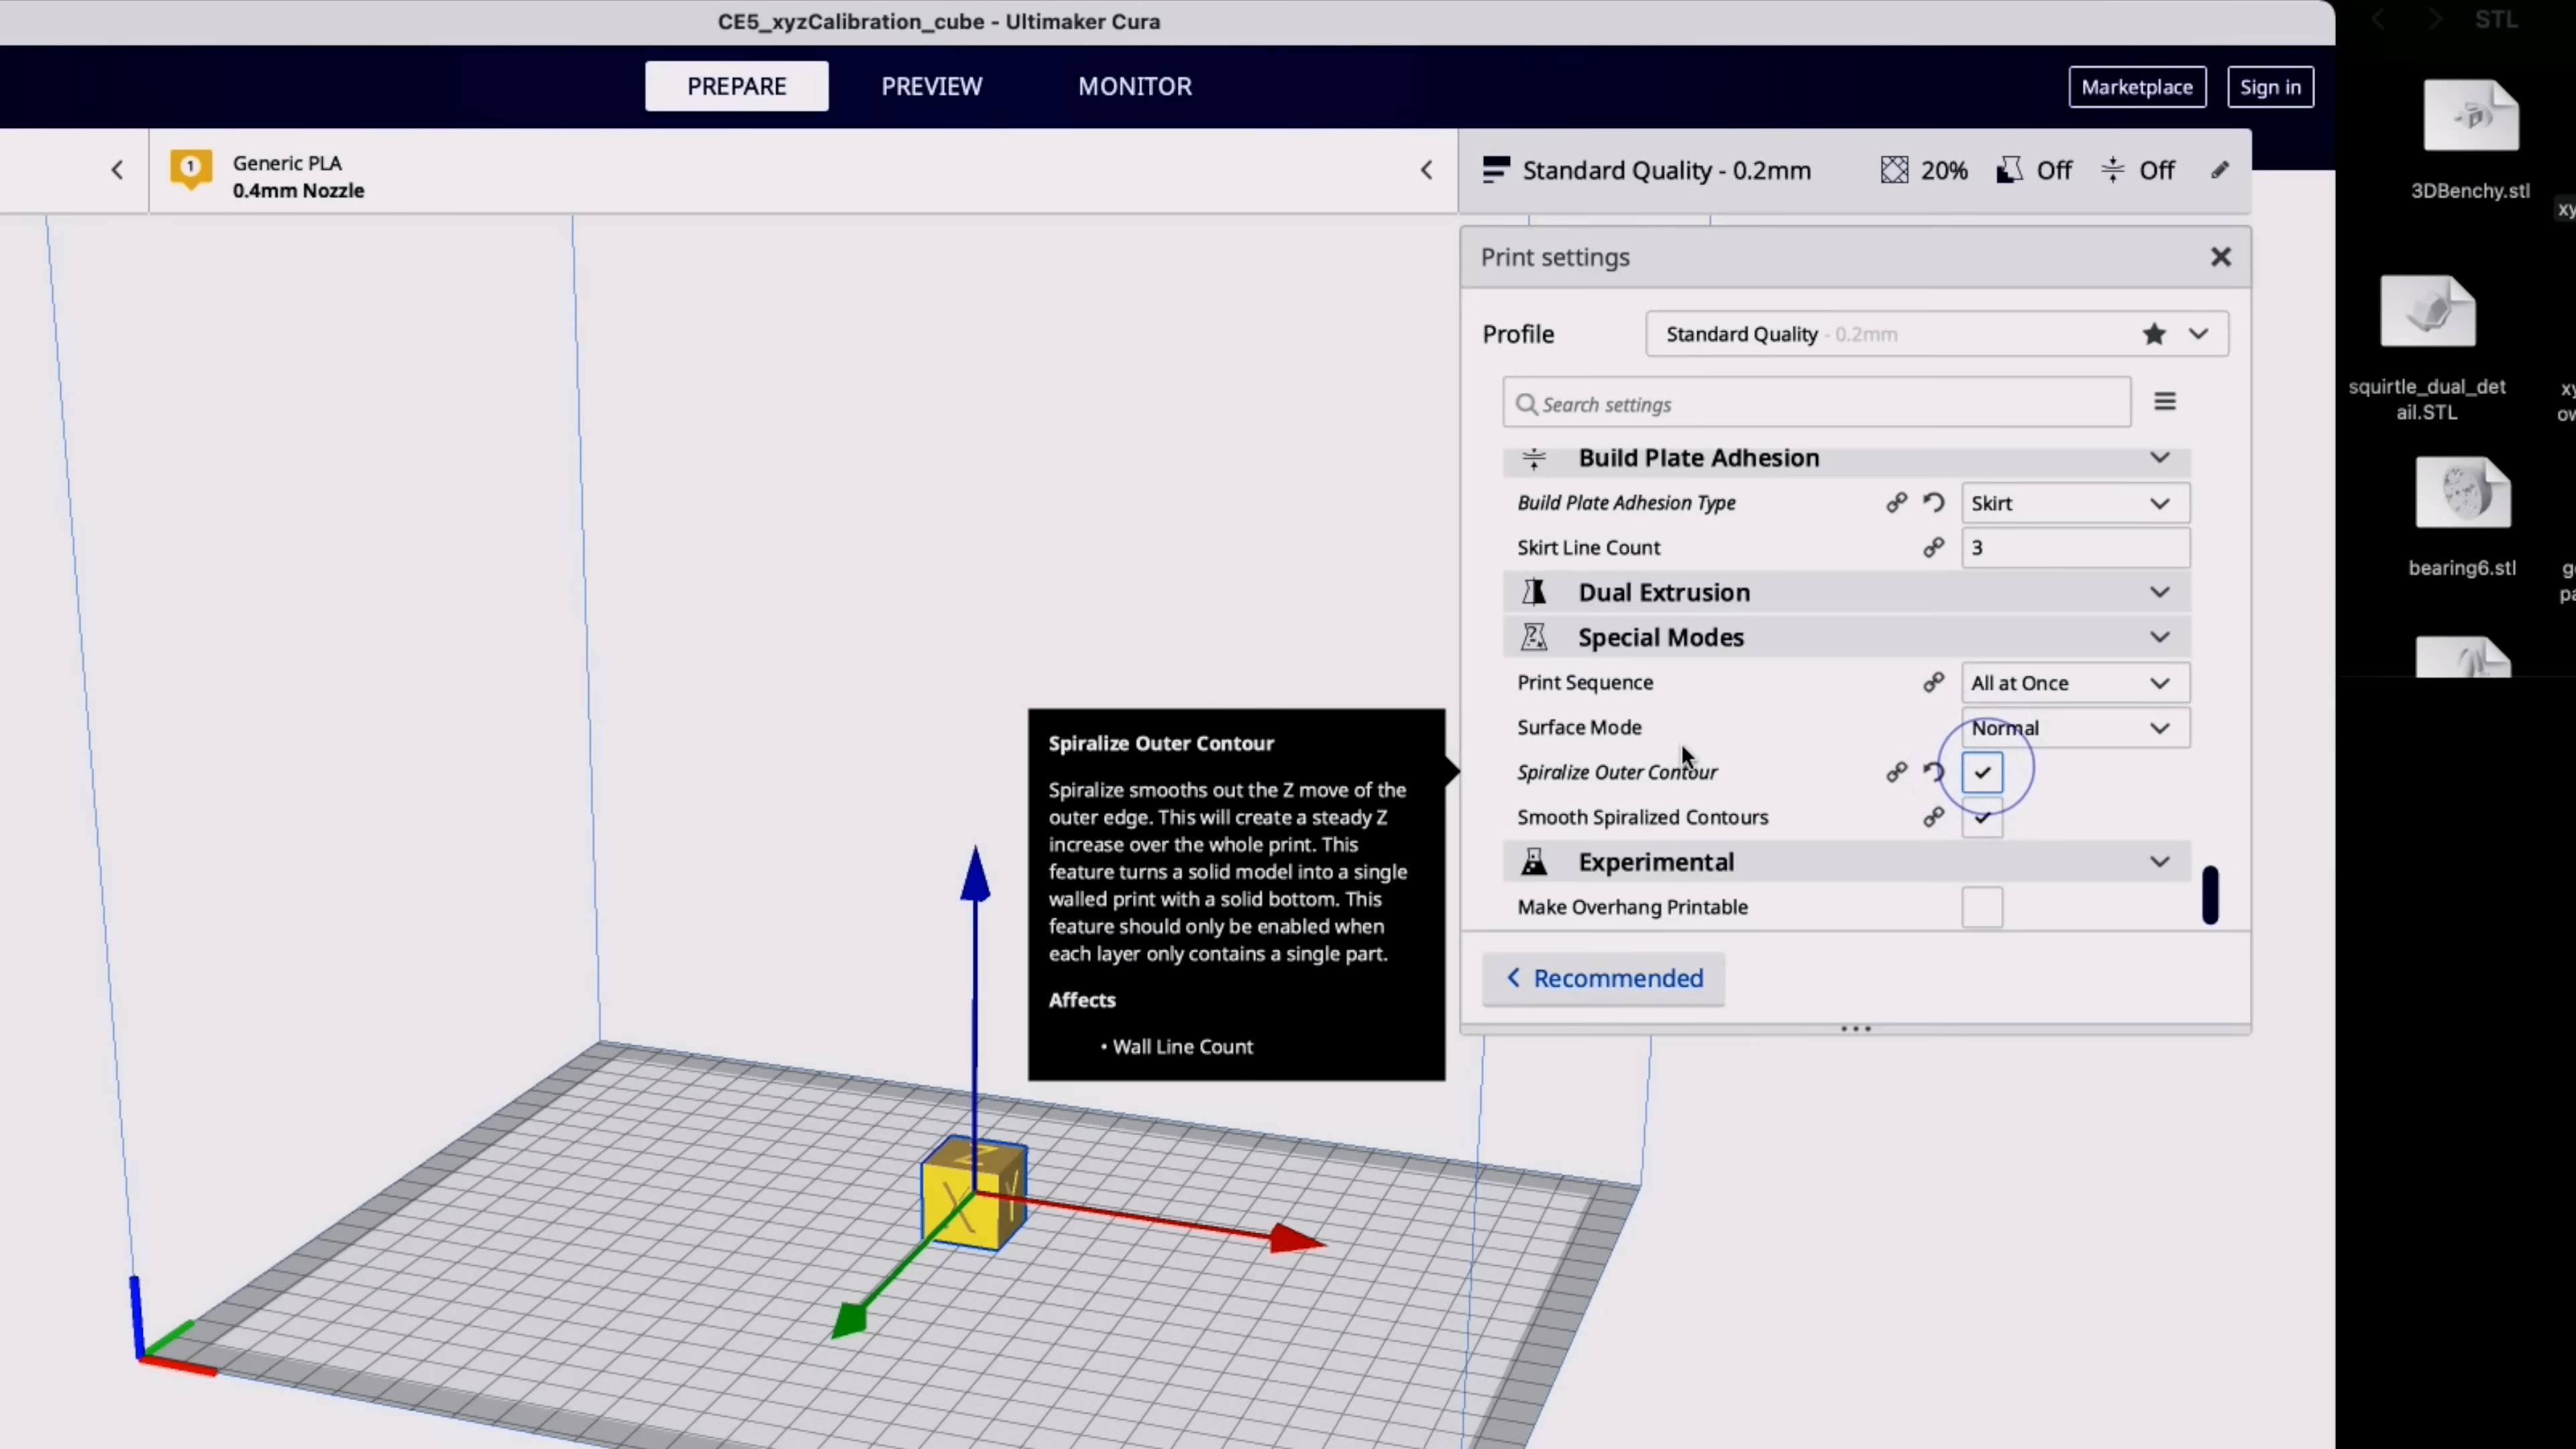 CE5_xyzCalibration_cube - Ultimaker Cura
STL
PREPARE
PREVIEW
MONITOR
Marketplace
Sign in
1
Generic PLA
0.4mm Nozzle
Standard Quality - 0.2mm
20%
Off
Off
3DBenchy.stl
xy
Print settings
Profile
Standard Quality - 0.2mm
Search settings
squirtle_dual_det
ail.STL
xy
ow
Build Plate Adhesion
Build Plate Adhesion Type
Skirt
Skirt Line Count
3
bearing6.stl
pa
Dual Extrusion
Special Modes
Print Sequence
All at Once
Surface Mode
Normal
Spiralize Outer Contour
Smooth Spiralized Contours
Experimental
Make Overhang Printable
Recommended
Spiralize Outer Contour
Spiralize smooths out the Z move of the
outer edge. This will create a steady Z
increase over the whole print. This
feature turns a solid model into a single
walled print with a solid bottom. This
feature should only be enabled when
each layer only contains a single part.
Affects
• Wall Line Count
Z
X
Y